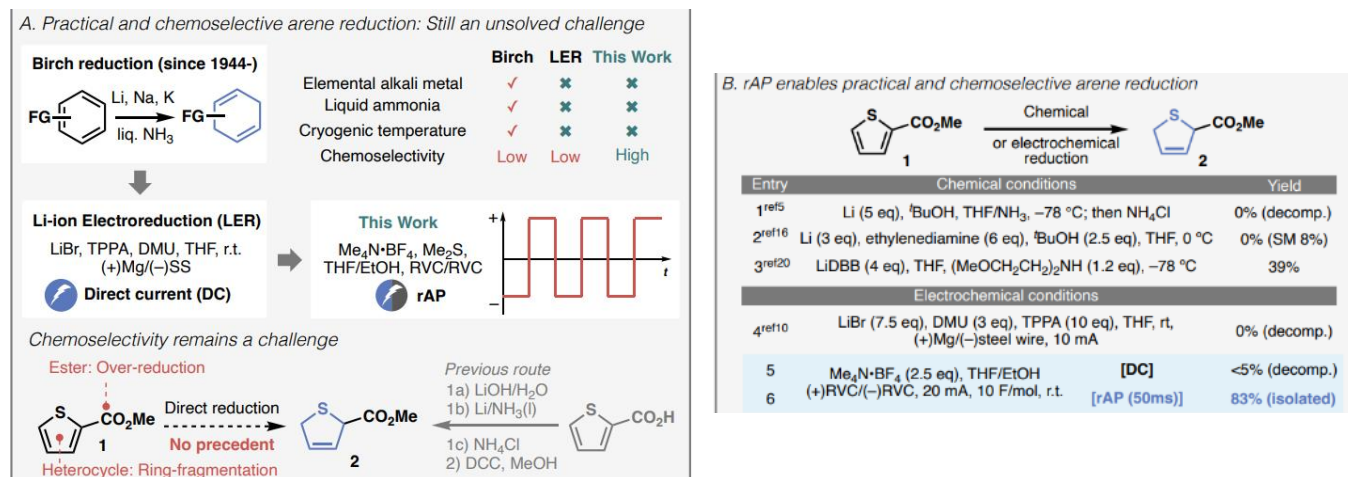 A. Practical and chemoselective arene reduction: Still an unsolved challenge
Birch reduction (since 1944-)
FG
Li, Na, K
liq. NH3
FG
Birch LER This Work
Elemental alkali metal ✓ ✖ ✖
Liquid ammonia ✓ ✖ ✖
Cryogenic temperature ✓ ✖ ✖
Chemoselectivity Low Low High
Li-ion Electroreduction (LER)
LiBr, TPPA, DMU, THF, r.t.
(+)Mg/(–)SS
Direct current (DC)
This Work
Me4N•BF4, Me2S,
THF/EtOH, RVC/RVC
rAP
+
–
t
Chemoselectivity remains a challenge
Ester: Over-reduction
S
CO2Me
1
Heterocycle: Ring-fragmentation
Direct reduction
No precedent
S
CO2Me
2
Previous route
1a) LiOH/H2O
1b) Li/NH3(l)
1c) NH4Cl
2) DCC, MeOH
S
CO2H
B. rAP enables practical and chemoselective arene reduction
S
CO2Me
1
Chemical
or electrochemical
reduction
S
CO2Me
2
Entry Chemical conditions Yield
1ref5 Li (5 eq), tBuOH, THF/NH3, –78 °C; then NH4Cl 0% (decomp.)
2ref16 Li (3 eq), ethylenediamine (6 eq), tBuOH (2.5 eq), THF, 0 °C 0% (SM 8%)
3ref20 LiDBB (4 eq), THF, (MeOCH2CH2)2NH (1.2 eq), –78 °C 39%
Electrochemical conditions
4ref10 LiBr (7.5 eq), DMU (3 eq), TPPA (10 eq), THF, rt, 0% (decomp.)
(+)Mg/(–)steel wire, 10 mA
5 Me4N•BF4 (2.5 eq), THF/EtOH [DC] <5% (decomp.)
6 (+)RVC/(–)RVC, 20 mA, 10 F/mol, r.t. [rAP (50ms)] 83% (isolated)